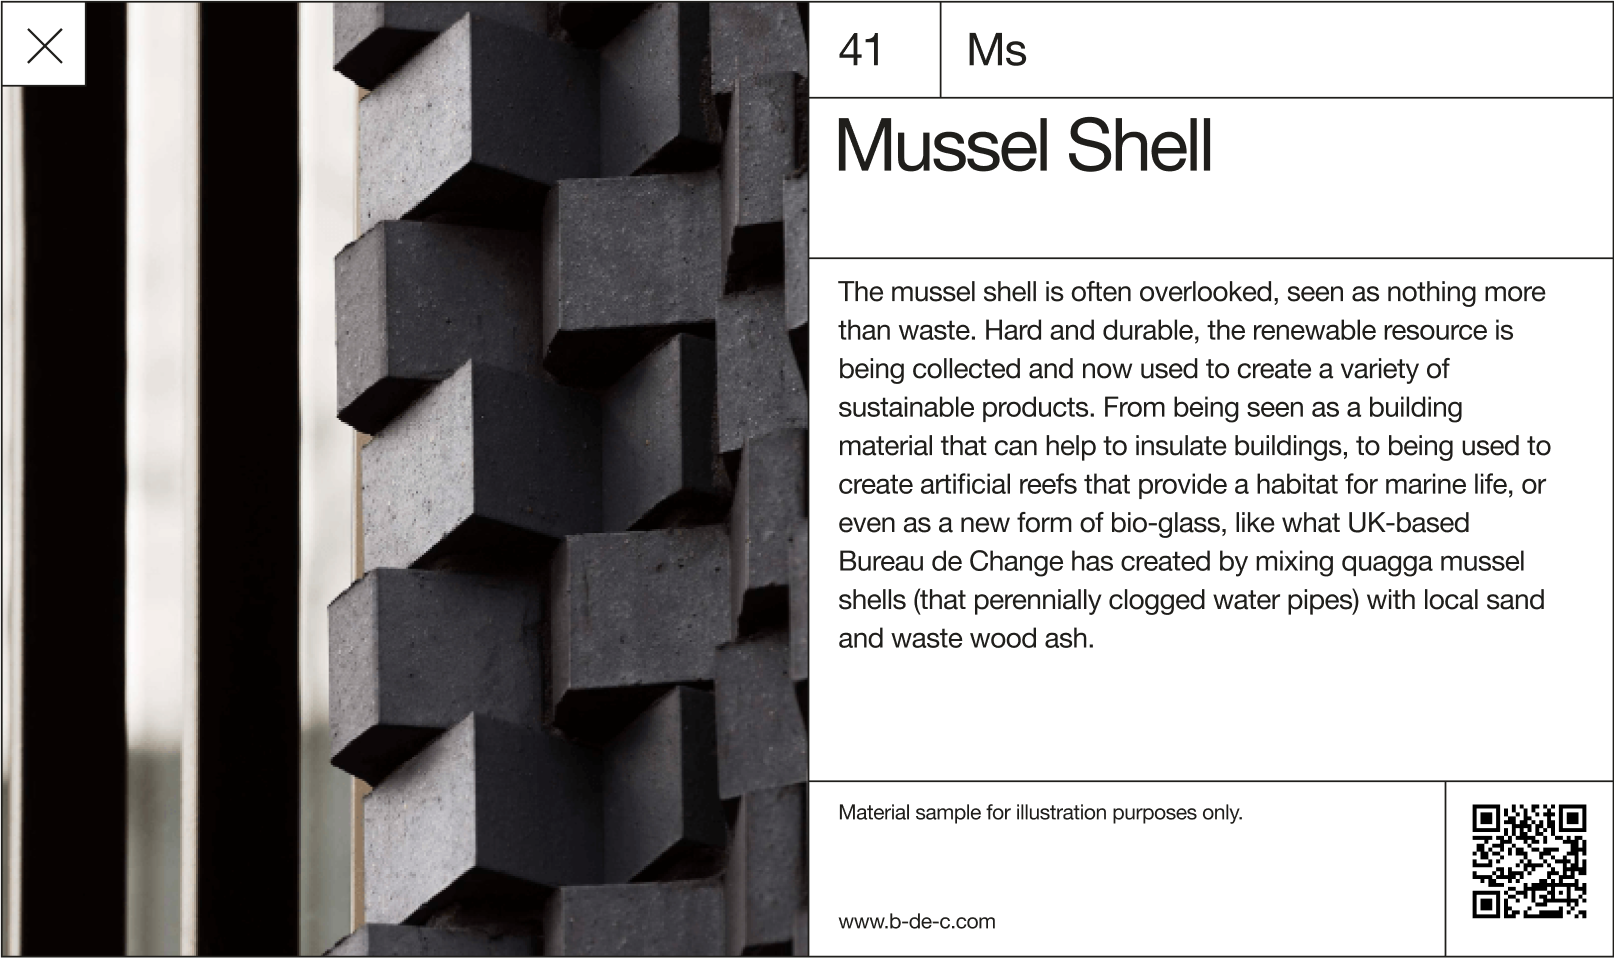 41
Ms
Mussel Shell
The mussel shell is often overlooked, seen as nothing more
than waste. Hard and durable, the renewable resource is
being collected and now used to create a variety of
sustainable products. From being seen as a building
material that can help to insulate buildings, to being used to
create artificial reefs that provide a habitat for marine life, or
even as a new form of bio-glass, like what UK-based
Bureau de Change has created by mixing quagga mussel
shells (that perennially clogged water pipes) with local sand
and waste wood ash.
Material sample for illustration purposes only.
www.b-de-c.com